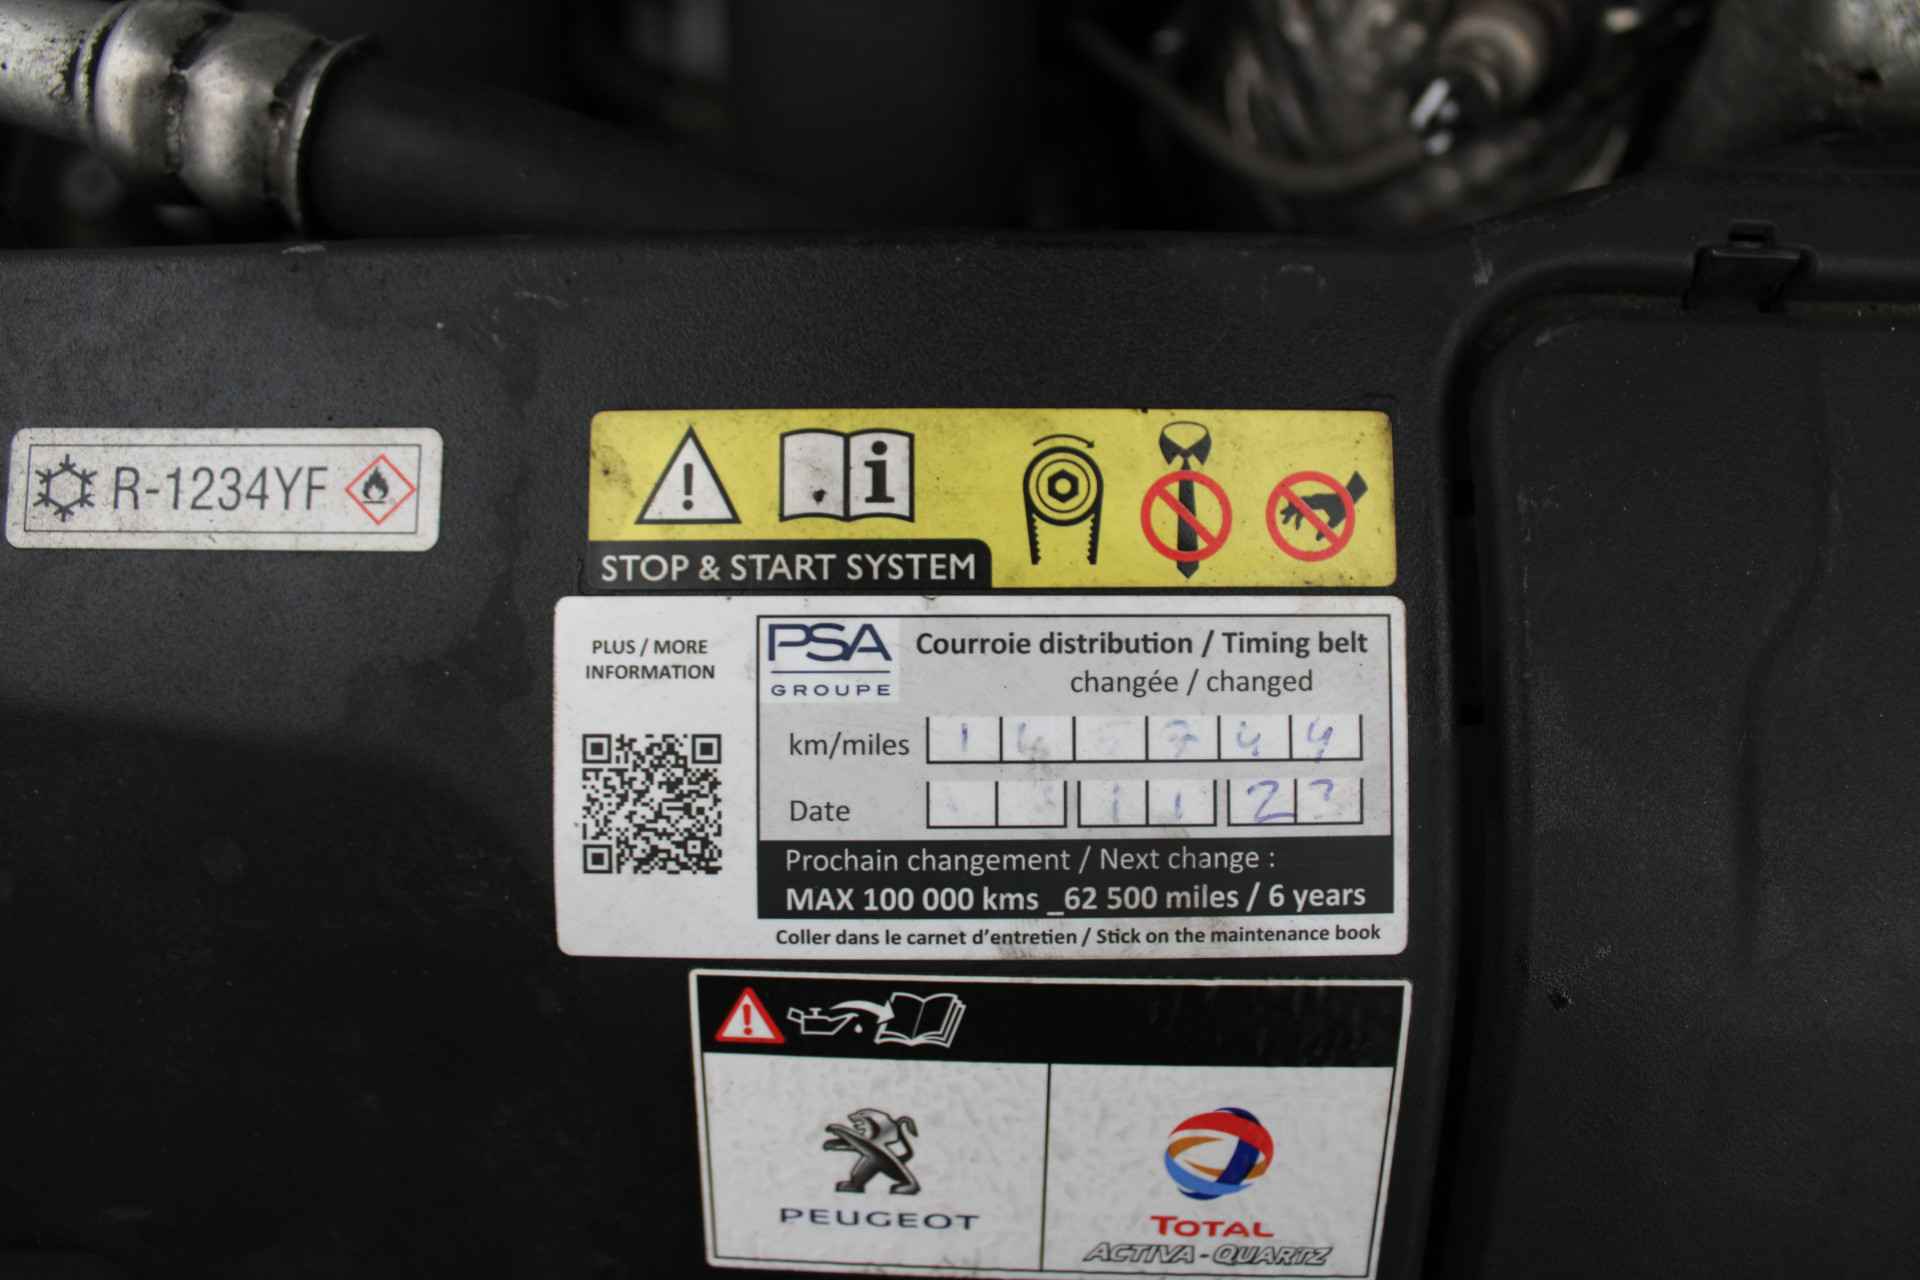 R-1234YF
STOP & START SYSTEM
PLUS / MORE
INFORMATION
PSA
GROUPE
Courroie distribution / Timing belt
changée / changed
km/miles
Date 11 2
Prochain changement / Next change :
MAX 100 000 kms _62 500 miles / 6 years
Coller dans le carnet d'entretien / Stick on the maintenance book
PEUGEOT
TOTAL
ACTIVA-QUARTZ